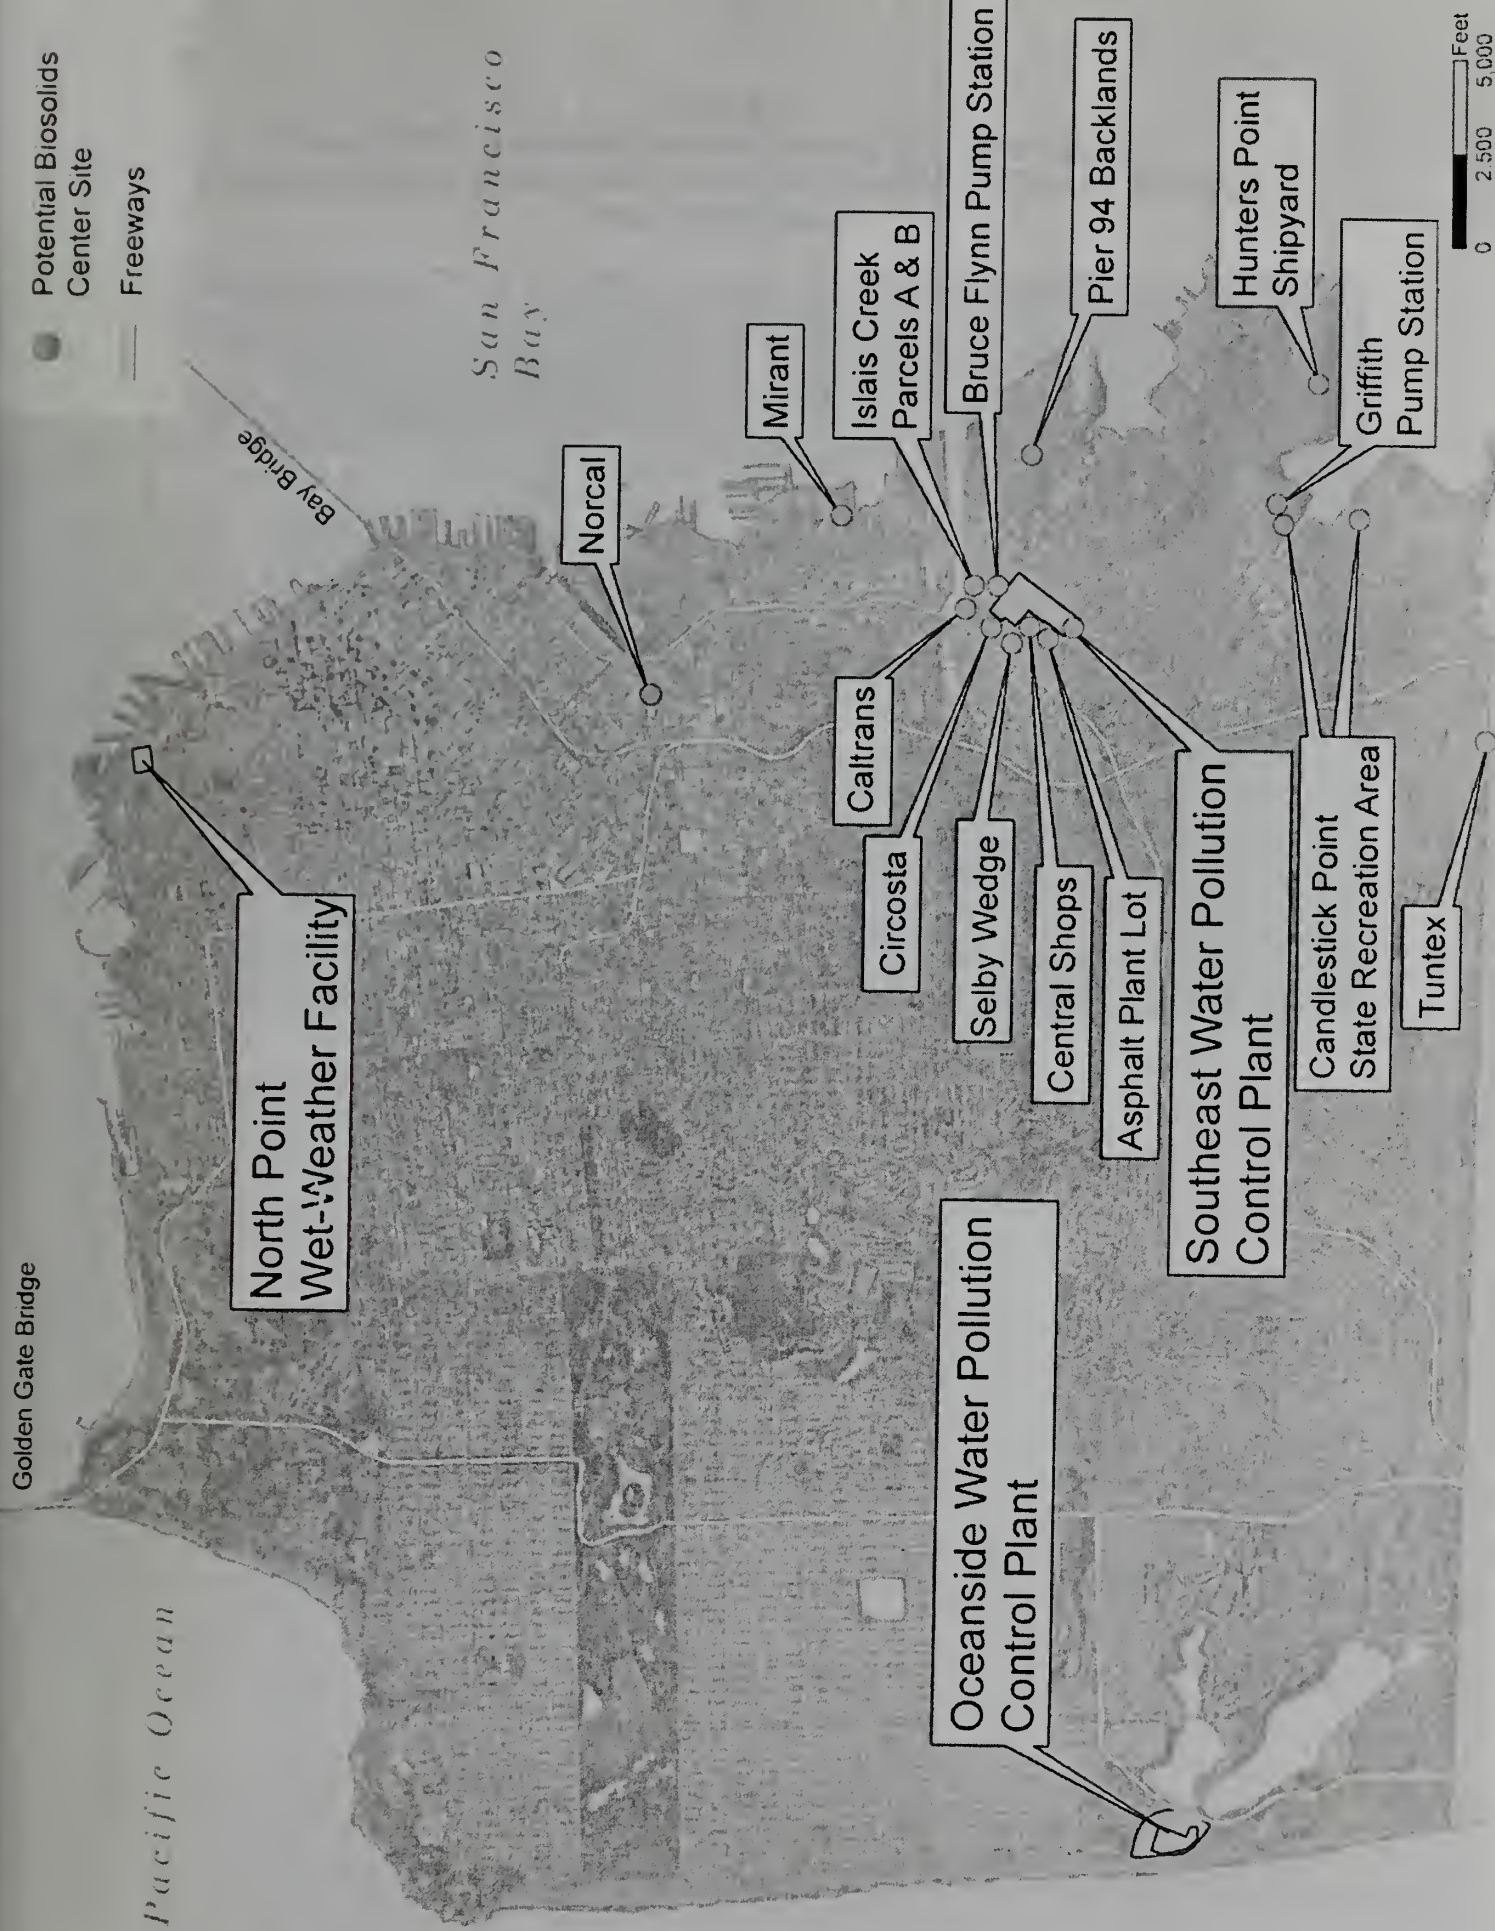 Golden Gate Bridge
Pacific Ocean
Potential Biosolids
Center Site
Freeways
San Francisco
Bay
Bay Bridge
North Point
Wet-Weather Facility
Norcal
Mirant
Islais Creek
Parcels A & B
Bruce Flynn Pump Station
Pier 94 Backlands
Hunters Point
Shipyard
Griffith
Pump Station
Caltrans
Circosta
Selby Wedge
Central Shops
Asphalt Plant Lot
Southeast Water Pollution
Control Plant
Candlestick Point
State Recreation Area
Tuntex
Oceanside Water Pollution
Control Plant
Feet
0 2,500 5,000